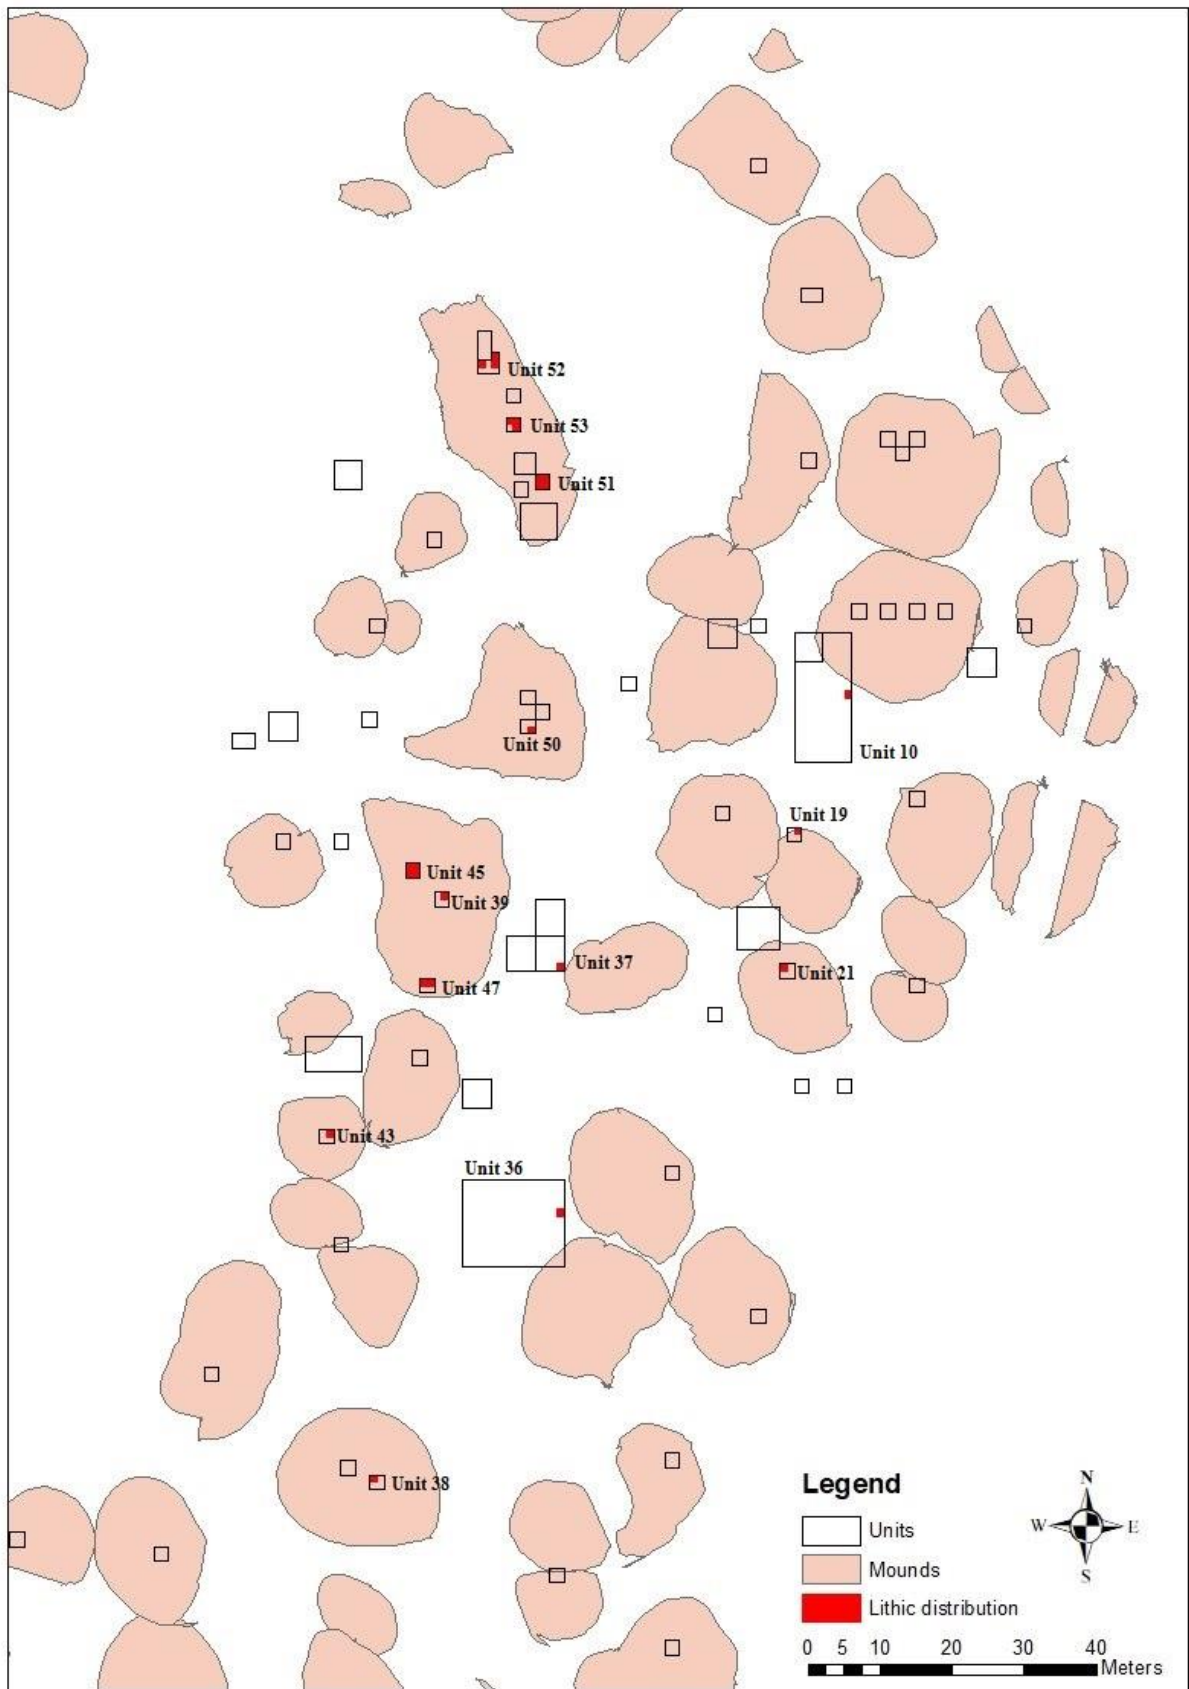 Unit 52
Unit 53
Unit 51
Unit 50
Unit 10
Unit 19
Unit 45
Unit 39
Unit 37
Unit 21
Unit 47
Unit 43
Unit 36
Unit 38
Legend
Units
Mounds
Lithic distribution
N
W E
S
0 5 10 20 30 40
Meters